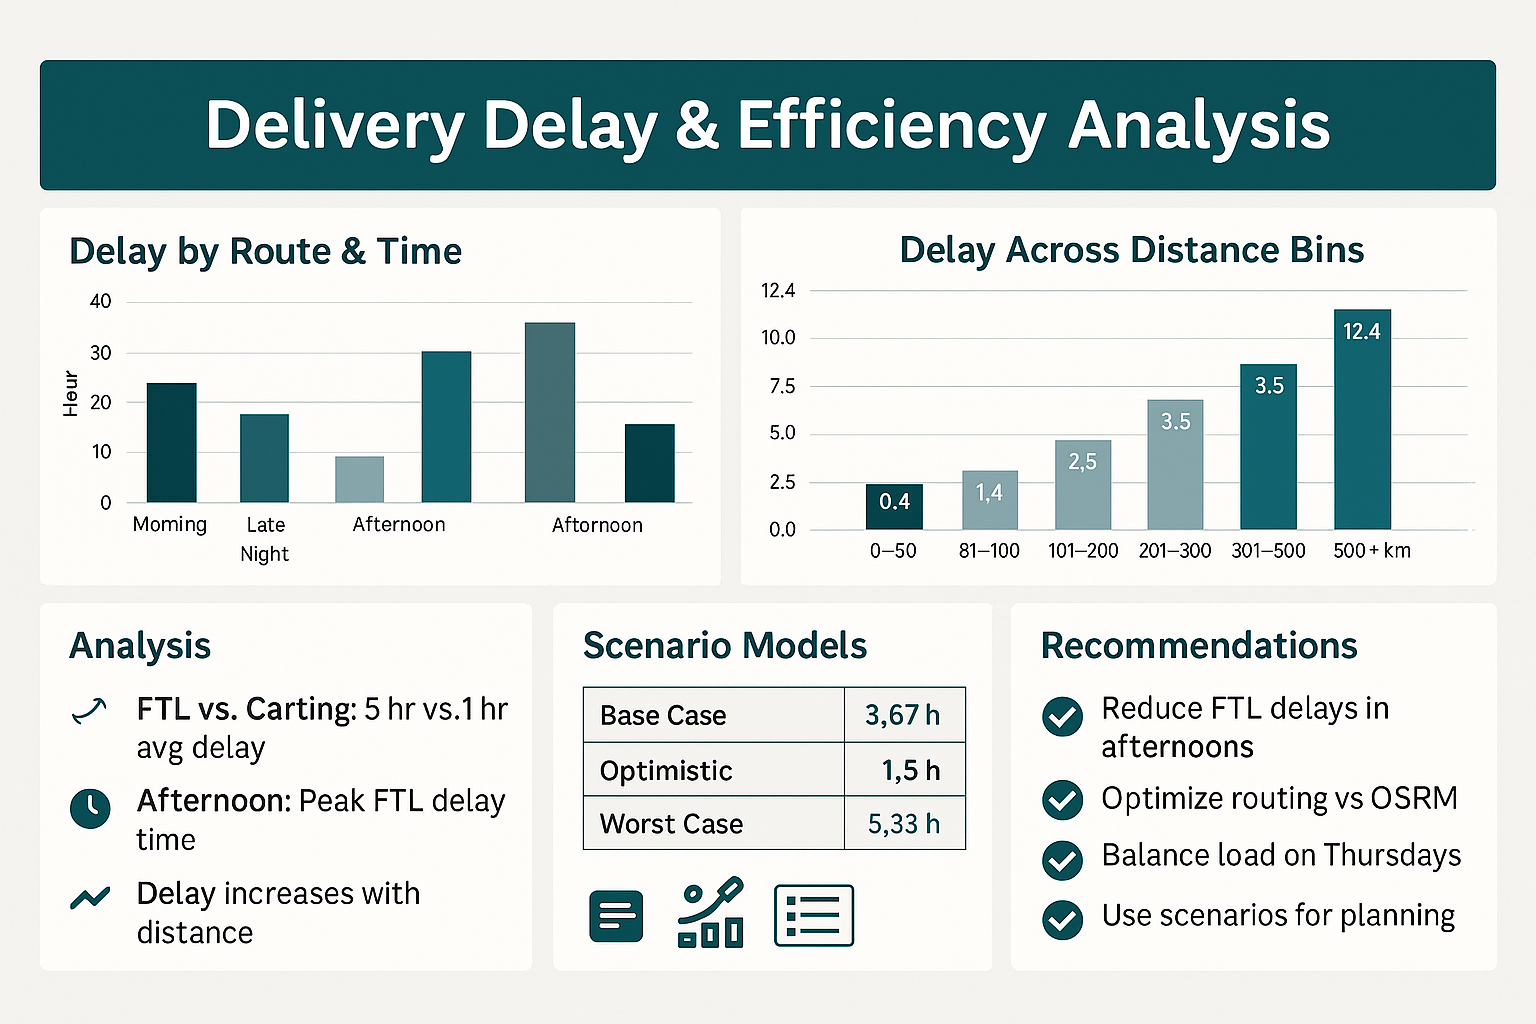 Delivery Delay & Efficiency Analysis
Delay by Route & Time
Heur
40
30
20
10
0
Moming
Late
Night
Afternoon
Aftornoon
Delay Across Distance Bins
12.4
10.0
7.5
5.0
2.5
0.0
0.4
1,4
2,5
3.5
3.5
12.4
0–50
81–100
101–200
201–300
301–500
500+ km
Analysis
FTL vs. Carting: 5 hr vs.1 hr
avg delay
Afternoon: Peak FTL delay
time
Delay increases with
distance
Scenario Models
Base Case 3,67 h
Optimistic 1,5 h
Worst Case 5,33 h
Recommendations
Reduce FTL delays in
afternoons
Optimize routing vs OSRM
Balance load on Thursdays
Use scenarios for planning